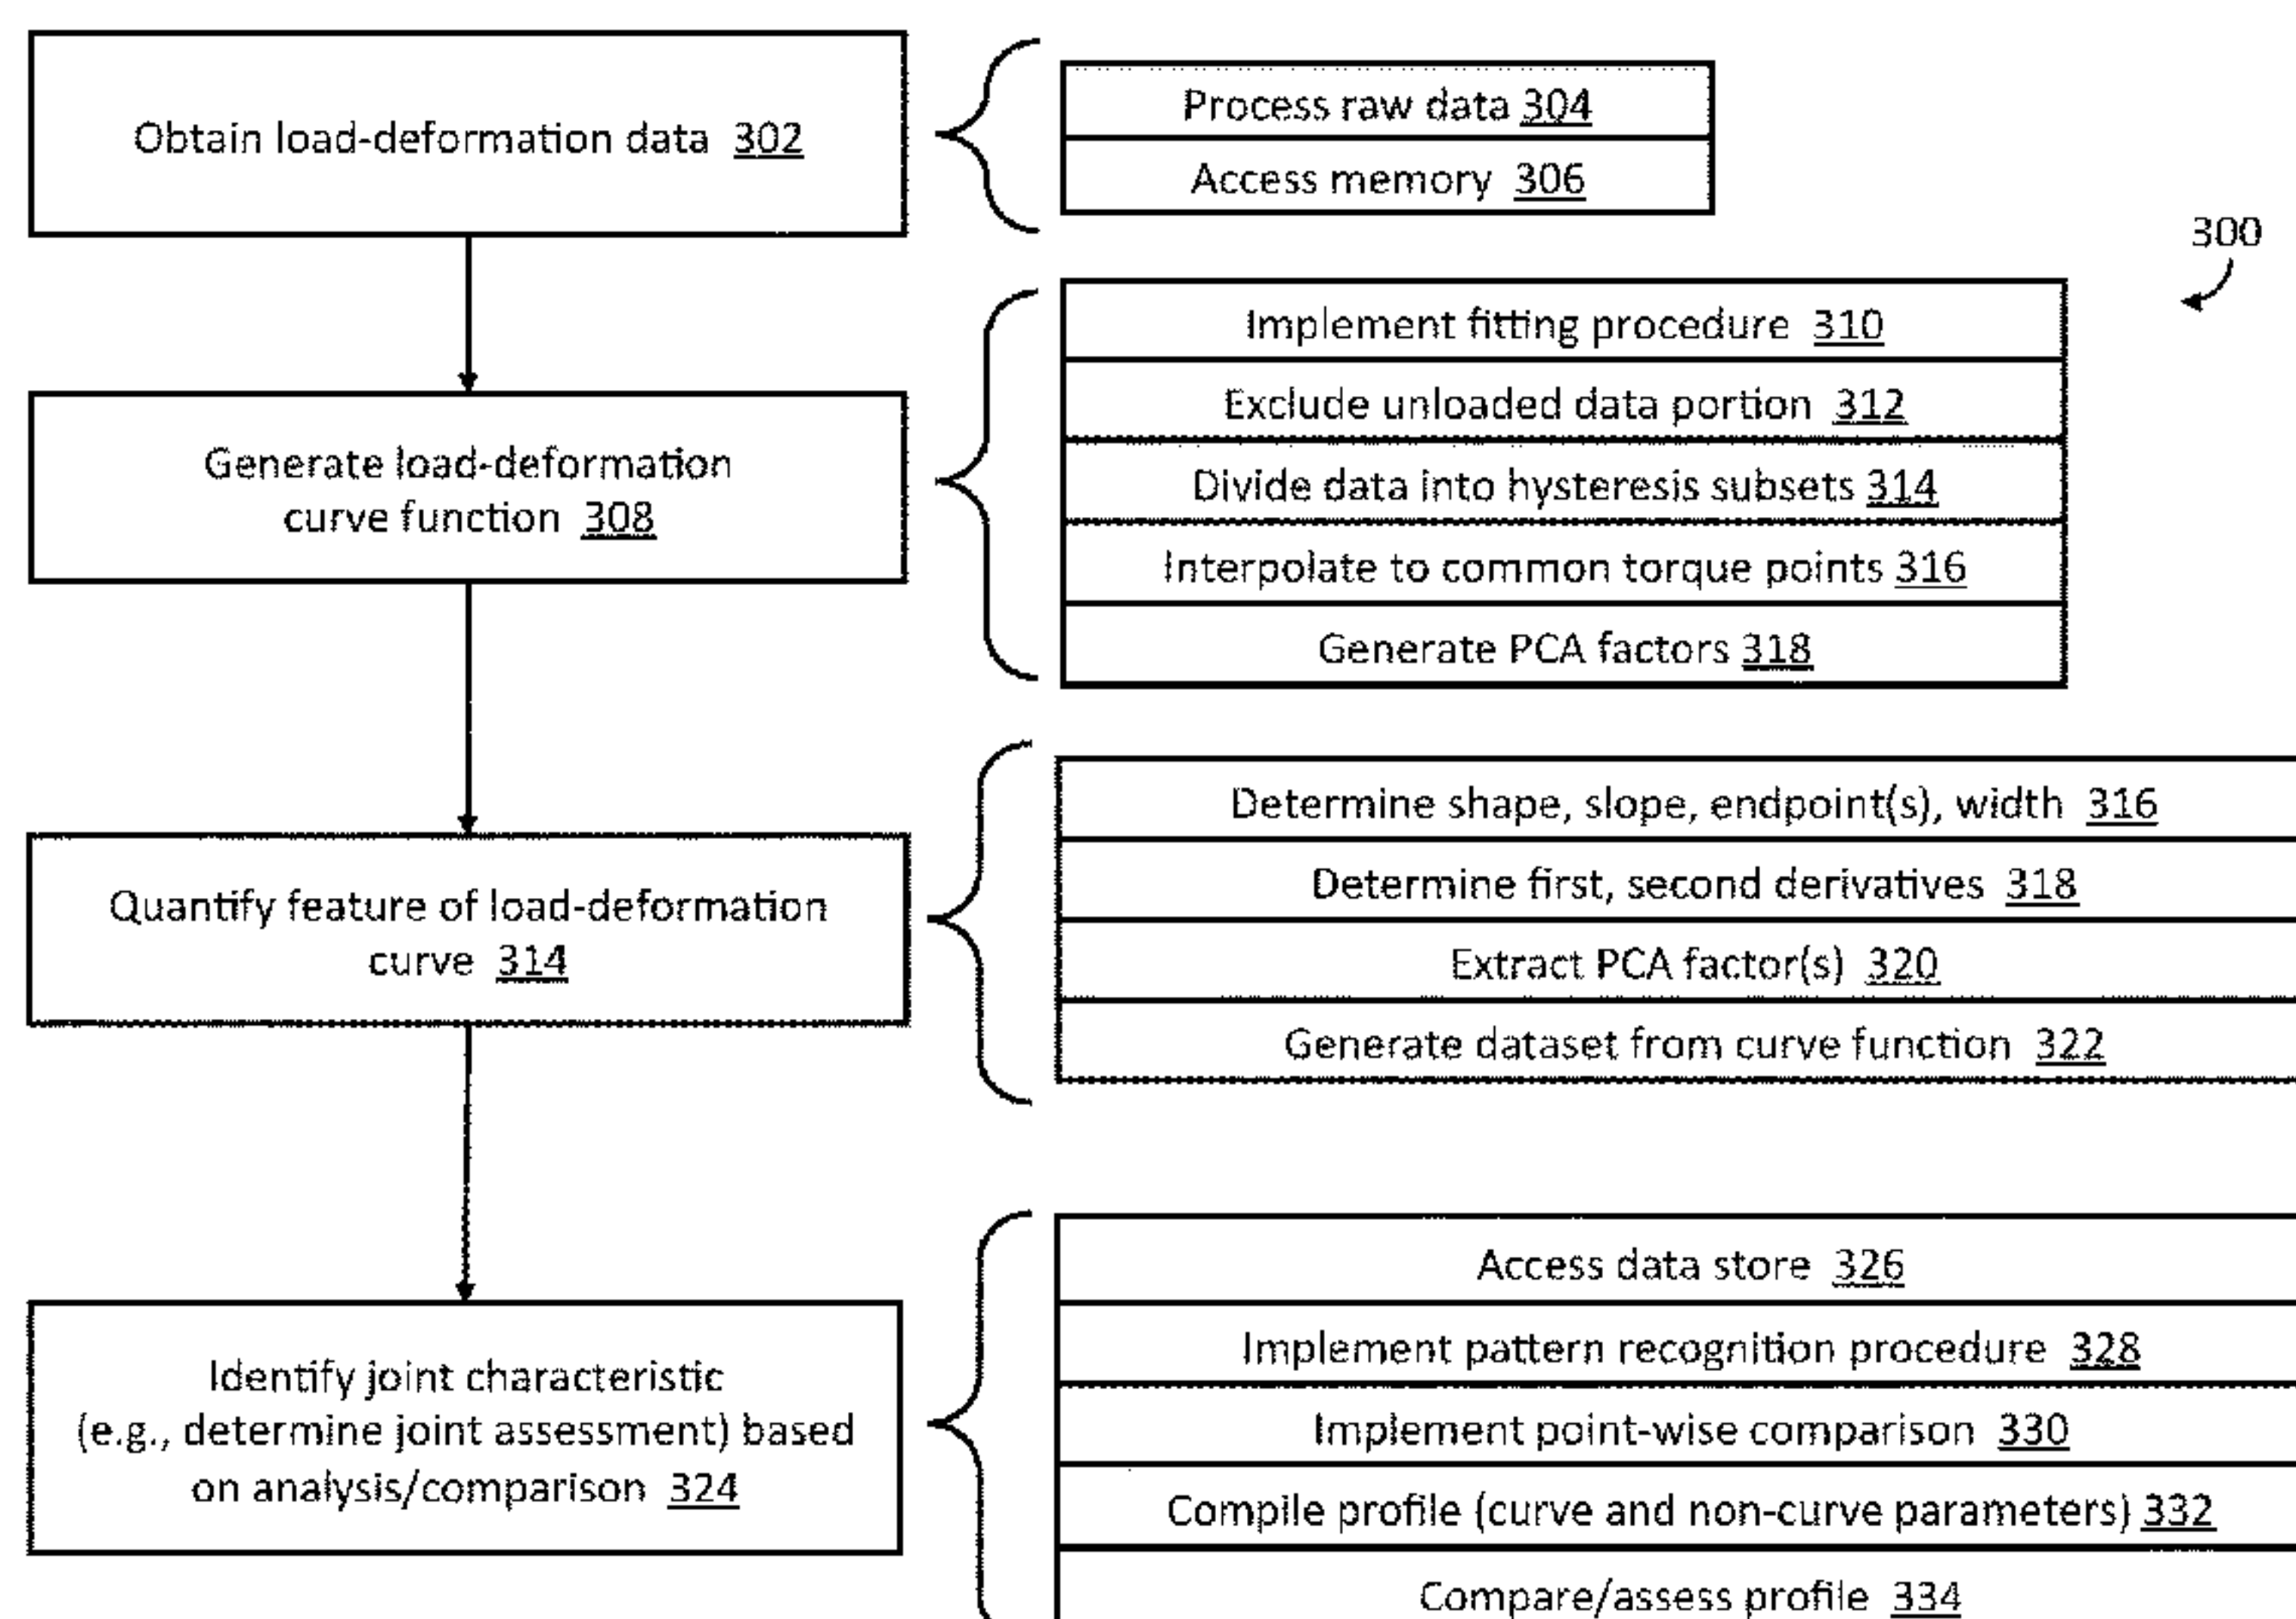 Obtain load-deformation data 302
Process raw data 304
Access memory 306
300
Generate load-deformation
curve function 308
Implement fitting procedure 310
Exclude unloaded data portion 312
Divide data into hysteresis subsets 314
Interpolate to common torque points 316
Generate PCA factors 318
Quantify feature of load-deformation
curve 314
Determine shape, slope, endpoint(s), width 316
Determine first, second derivatives 318
Extract PCA factor(s) 320
Generate dataset from curve function 322
Identify joint characteristic
(e.g., determine joint assessment) based
on analysis/comparison 324
Access data store 326
Implement pattern recognition procedure 328
Implement point-wise comparison 330
Compile profile (curve and non-curve parameters) 332
Compare/assess profile 334